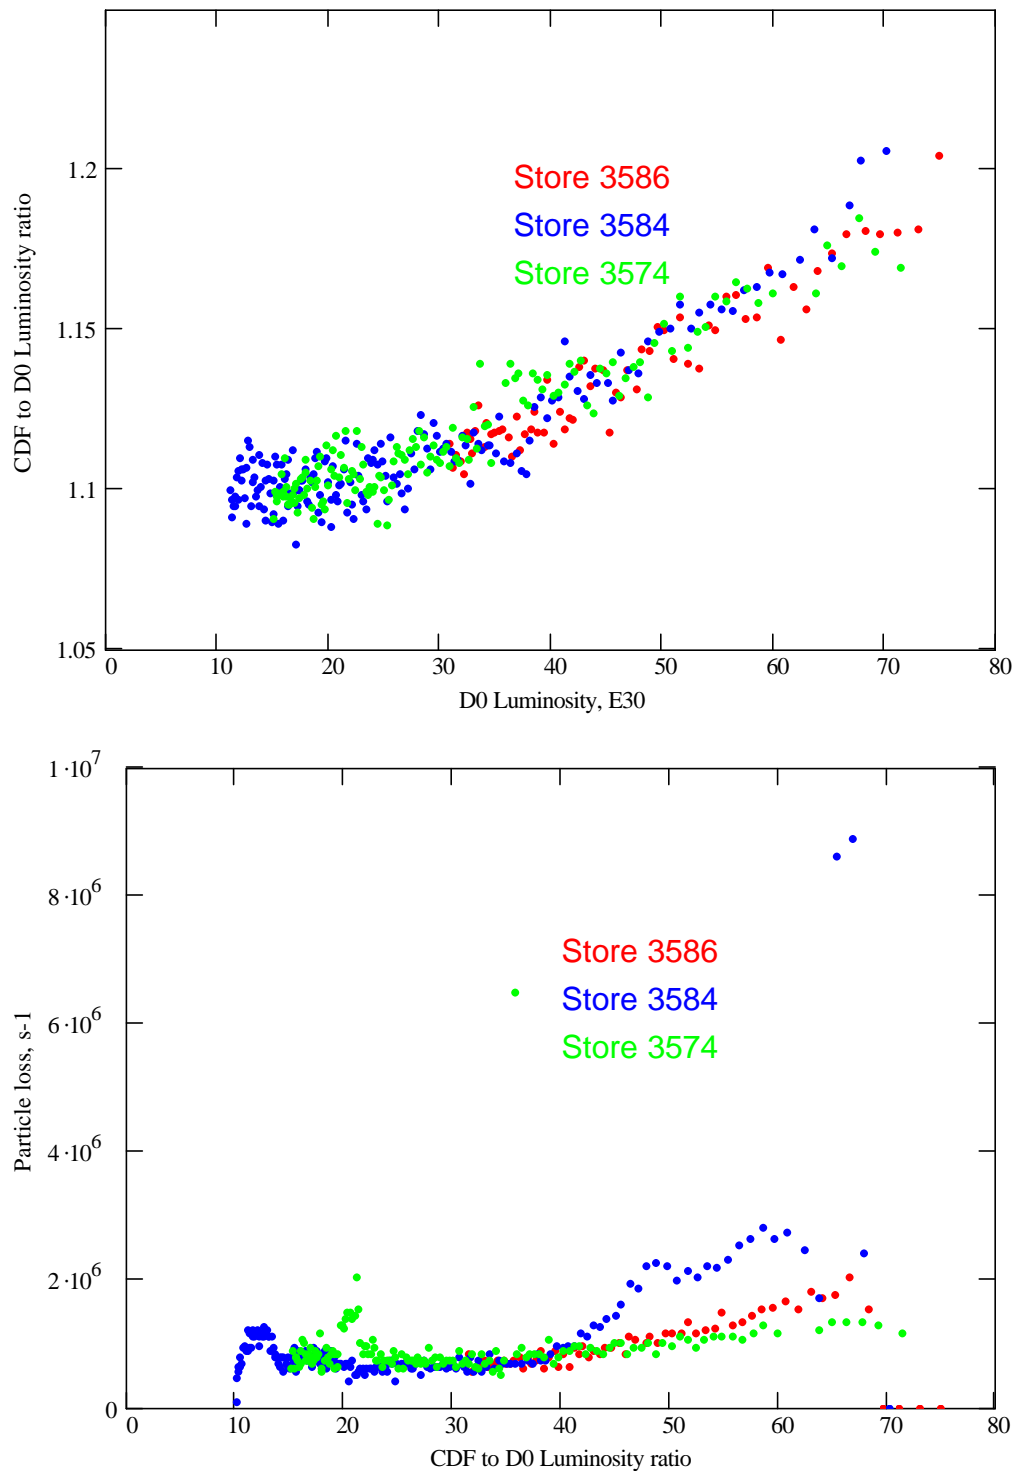 1.2
1.15
1.1
1.05
CDF to D0 Luminosity ratio
Store 3586
Store 3584
Store 3574
0 10 20 30 40 50 60 70 80
D0 Luminosity, E30
1·10^7
8·10^6
6·10^6
4·10^6
2·10^6
0
Particle loss, s-1
Store 3586
Store 3584
Store 3574
0 10 20 30 40 50 60 70 80
CDF to D0 Luminosity ratio